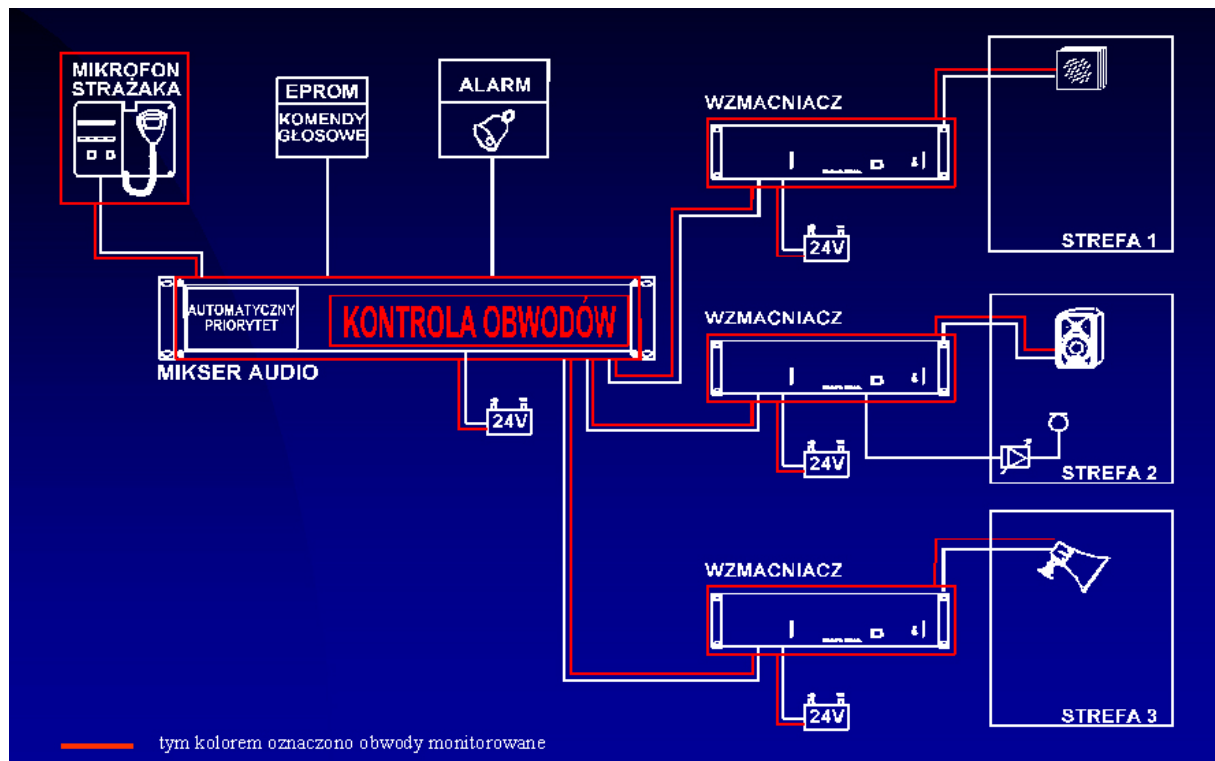 MIKROFON
STRAŻAKA
EPROM
KOMENDY
GŁOSOWE
ALARM
AUTOMATYCZNY
PRIORYTET
KONTROLA OBWODÓW
MIKSER AUDIO
24V
WZMACNIACZ
24V
STREFA 1
WZMACNIACZ
24V
STREFA 2
WZMACNIACZ
24V
STREFA 3
tym kolorem oznaczono obwody monitorowane